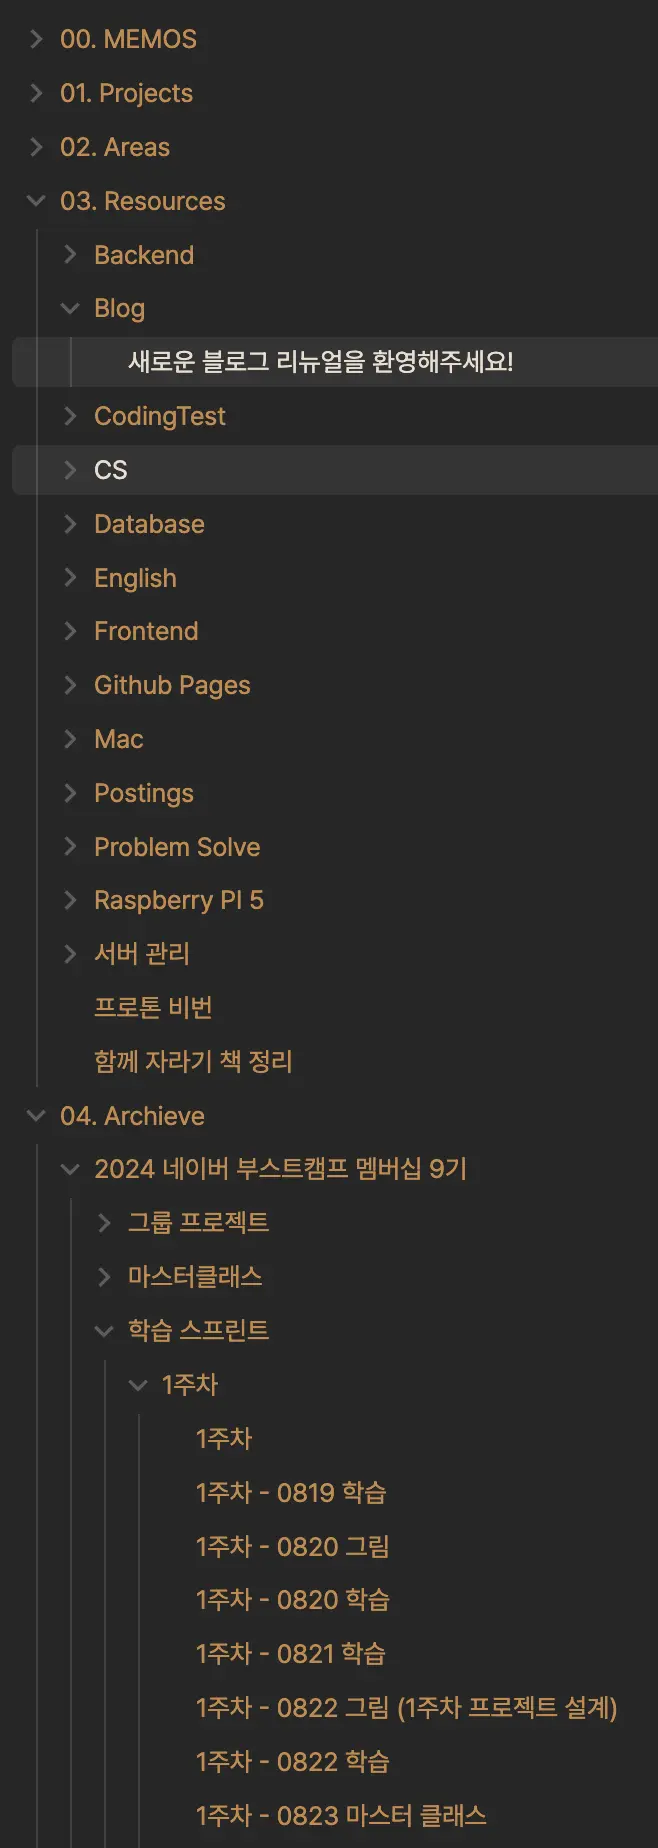 00. MEMOS
01. Projects
02. Areas
03. Resources
Backend
Blog
새로운 블로그 리뉴얼을 환영해주세요!
CodingTest
CS
Database
English
Frontend
Github Pages
Mac
Postings
Problem Solve
Raspberry PI 5
서버 관리
프로톤 비번
함께 자라기 책 정리
04. Archieve
2024 네이버 부스트캠프 멤버십 9기
그룹 프로젝트
마스터클래스
학습 스프린트
1주차
1주차
1주차 - 0819 학습
1주차 - 0820 그림
1주차 - 0820 학습
1주차 - 0821 학습
1주차 - 0822 그림 (1주차 프로젝트 설계)
1주차 - 0822 학습
1주차 - 0823 마스터 클래스